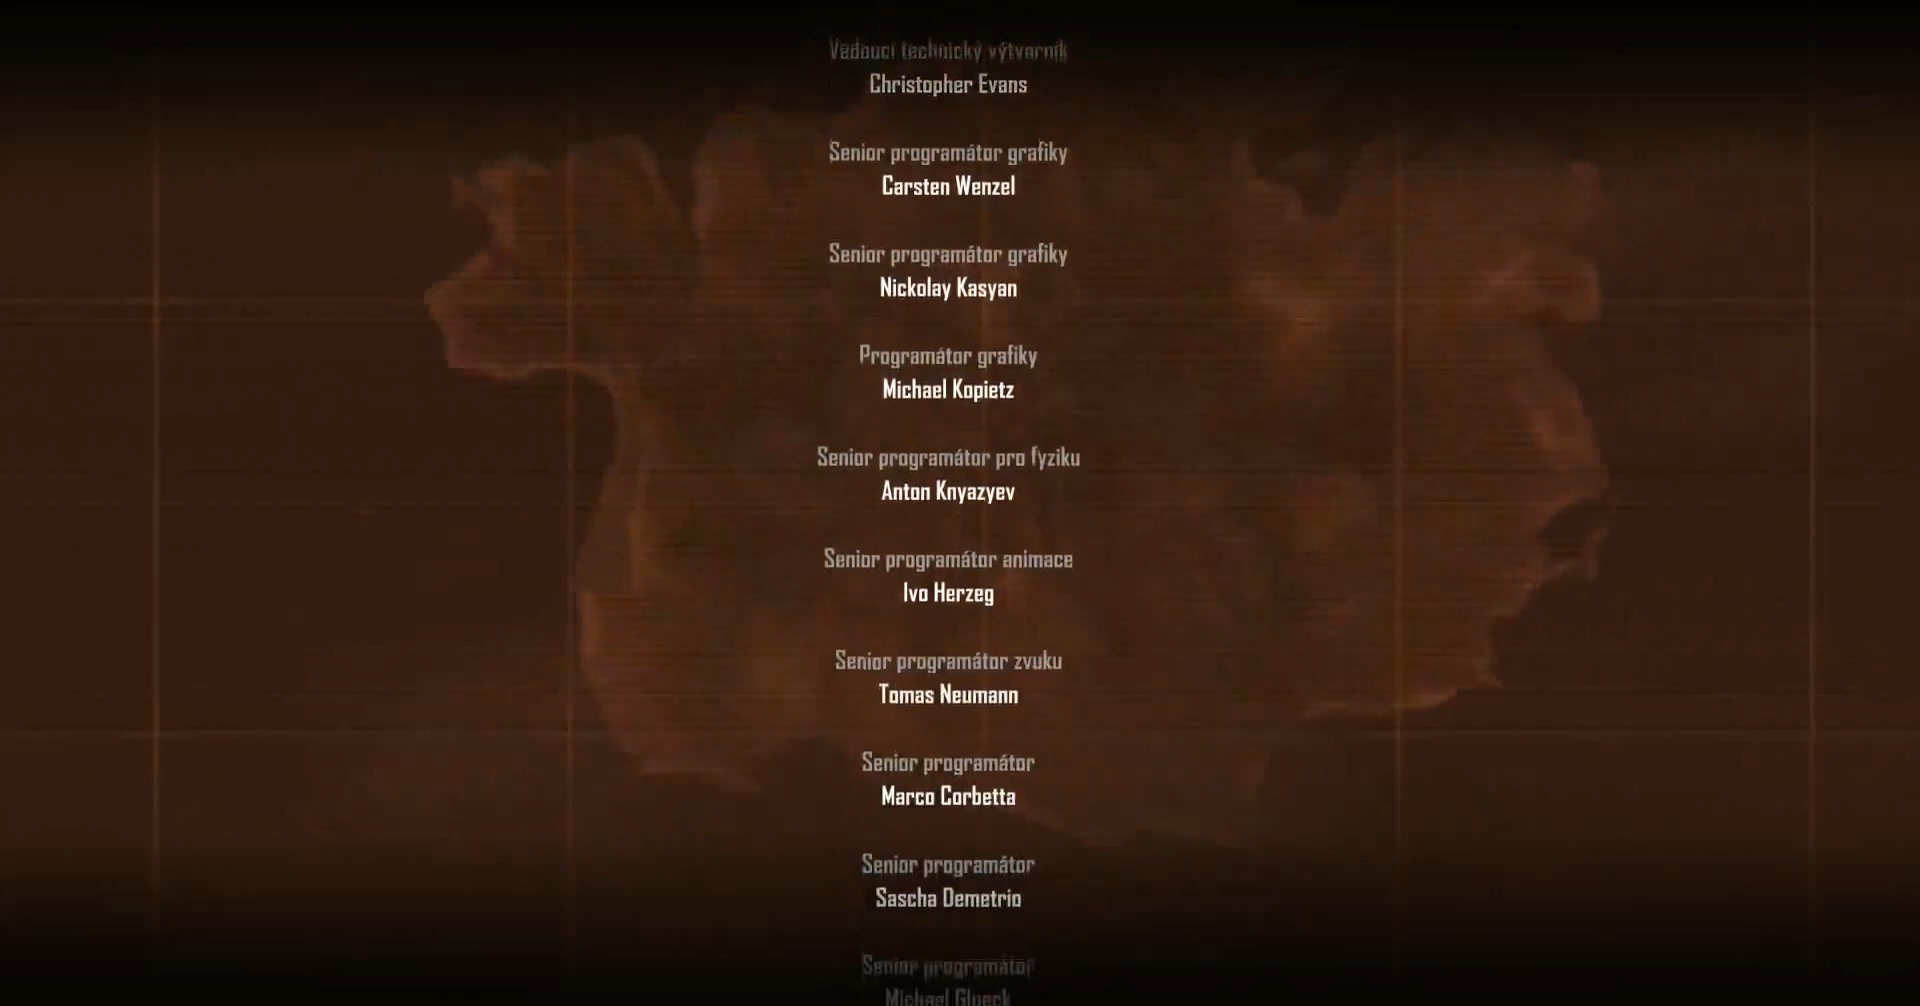 Vedoucí technický výtvarník
Christopher Evans
Senior programátor grafiky
Carsten Wenzel
Senior programátor grafiky
Nickolay Kasyan
Programátor grafiky
Michael Kopietz
Senior programátor pro fyziku
Anton Knyazyev
Senior programátor animace
Ivo Herzeg
Senior programátor zvuku
Tomas Neumann
Senior programátor
Marco Corbetta
Senior programátor
Sascha Demetrio
Senior programátor
Michael Glueck